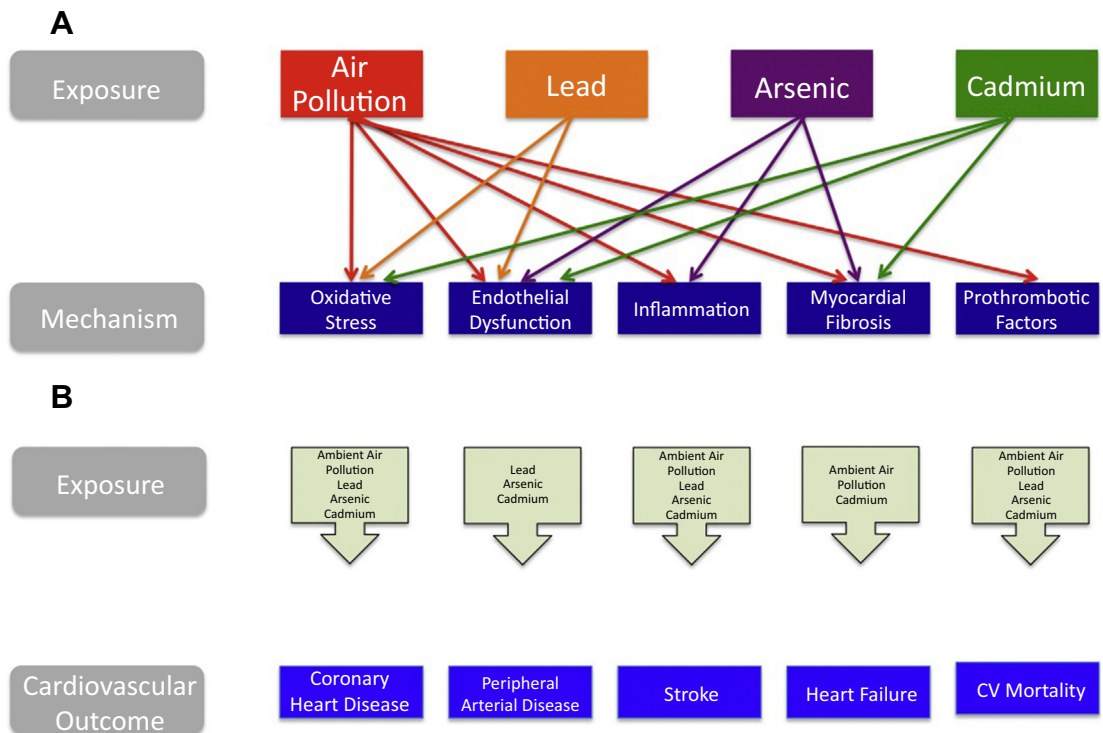 A
Exposure
Air
Pollution
Lead
Arsenic
Cadmium
Mechanism
Oxidative
Stress
Endothelial
Dysfunction
Inflammation
Myocardial
Fibrosis
Prothrombotic
Factors
B
Exposure
Ambient Air
Pollution
Lead
Arsenic
Cadmium
Lead
Arsenic
Cadmium
Ambient Air
Pollution
Lead
Arsenic
Cadmium
Ambient Air
Pollution
Cadmium
Ambient Air
Pollution
Lead
Arsenic
Cadmium
Cardiovascular
Outcome
Coronary
Heart Disease
Peripheral
Arterial Disease
Stroke
Heart Failure
CV Mortality